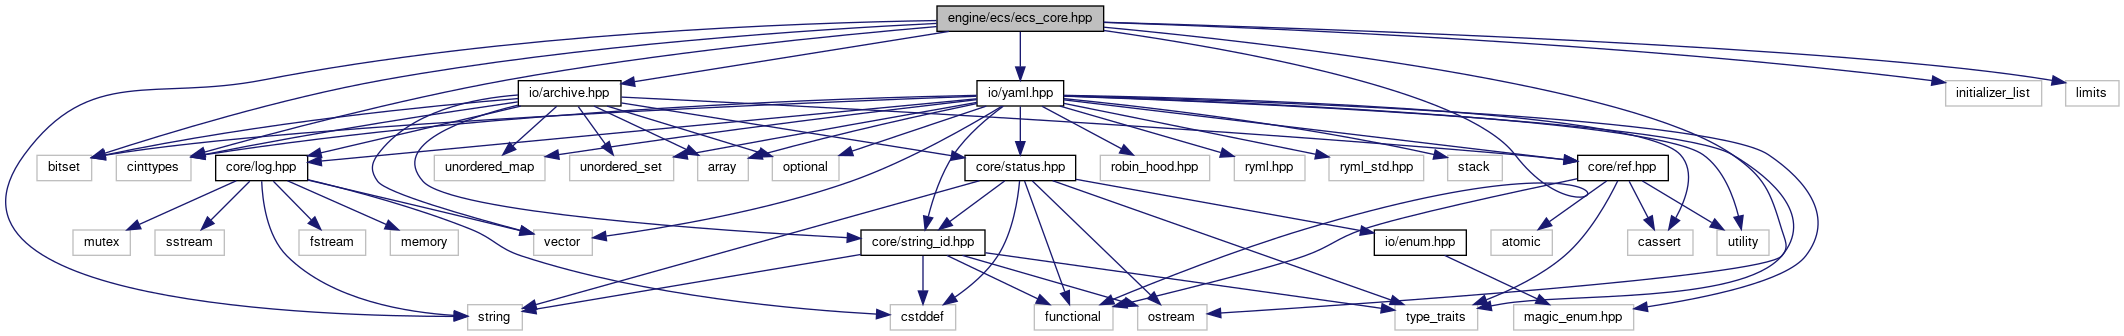 engine/ecs/ecs_core.hpp
io/archive.hpp
io/yaml.hpp
initializer_list
limits
bitset
cinttypes
core/log.hpp
unordered_map
unordered_set
array
optional
core/status.hpp
robin_hood.hpp
ryml.hpp
ryml_std.hpp
stack
core/ref.hpp
mutex
sstream
fstream
memory
vector
core/string_id.hpp
io/enum.hpp
atomic
cassert
utility
string
cstddef
functional
ostream
type_traits
magic_enum.hpp